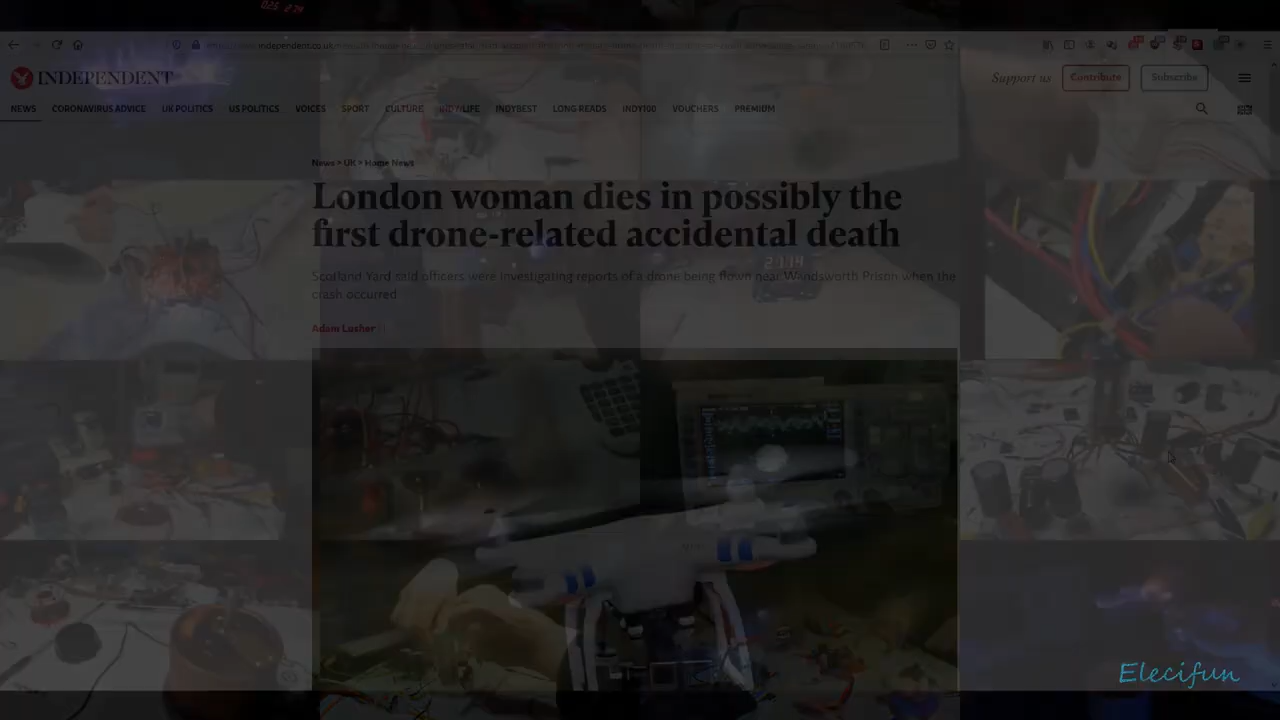 INDEPENDENT
Support us
Contribute
Subscribe
NEWS CORONAVIRUS ADVICE UK POLITICS US POLITICS VOICES SPORT CULTURE INDY/LIFE INDYBEST LONG READS INDY100 VOUCHERS PREMIUM
News > UK > Home News
London woman dies in possibly the
first drone-related accidental death
Scotland Yard said officers were investigating reports of a drone being flown near Wandsworth Prison when the
crash occurred
Adam Lusher
Elecifun